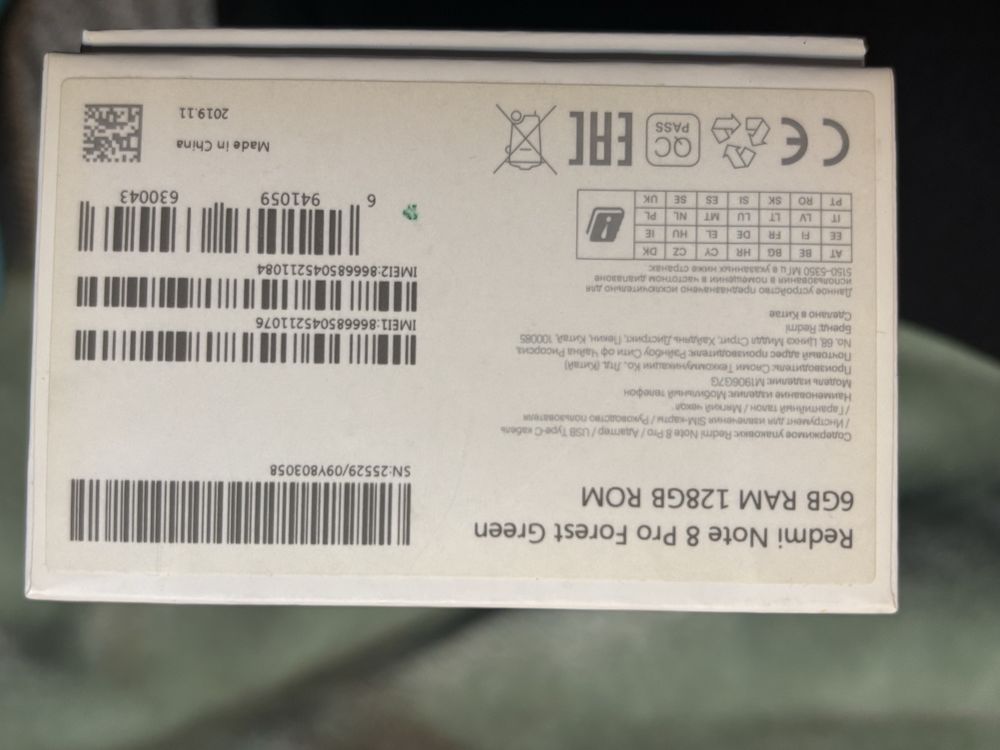 Redmi Note 8 Pro Forest Green
6GB RAM 128GB ROM
Содержимое упаковки: Redmi Note 8 Pro / Адаптер / USB Type-C кабель
/ Инструмент для извлечения SIM-карты / Руководство пользователя
/ Гарантийный талон / Мягкий чехол
Наименование изделия: Мобильный телефон
Модель изделия: M1906G7G
Производитель: Сяоми Теккоммуникашн Ко., Лтд. (Китай)
Почтовый адрес производителя: Рэйнбоу Сити оф Чайна Рисорсиз,
No. 68, Цинхэ Миддл Стрит, Хайдянь Дистрикт, Пекин, Китай, 100085
Бренд: Redmi
Сделано в Китае
Данное устройство предназначено исключительно для
использования в помещении в частотном диапазоне
5150-5350 МГц в указанных ниже странах:
AT BE BG HR CY CZ DK
EE FI FR DE EL HU IE
IT LV LT LU MT NL PL
PT RO SK SI ES SE UK
CE
QC
PASS
EAC
SN:25529/09Y803058
IMEI1:866685045211076
IMEI2:866685045211084
6 941059 630043
Made in China
2019.11